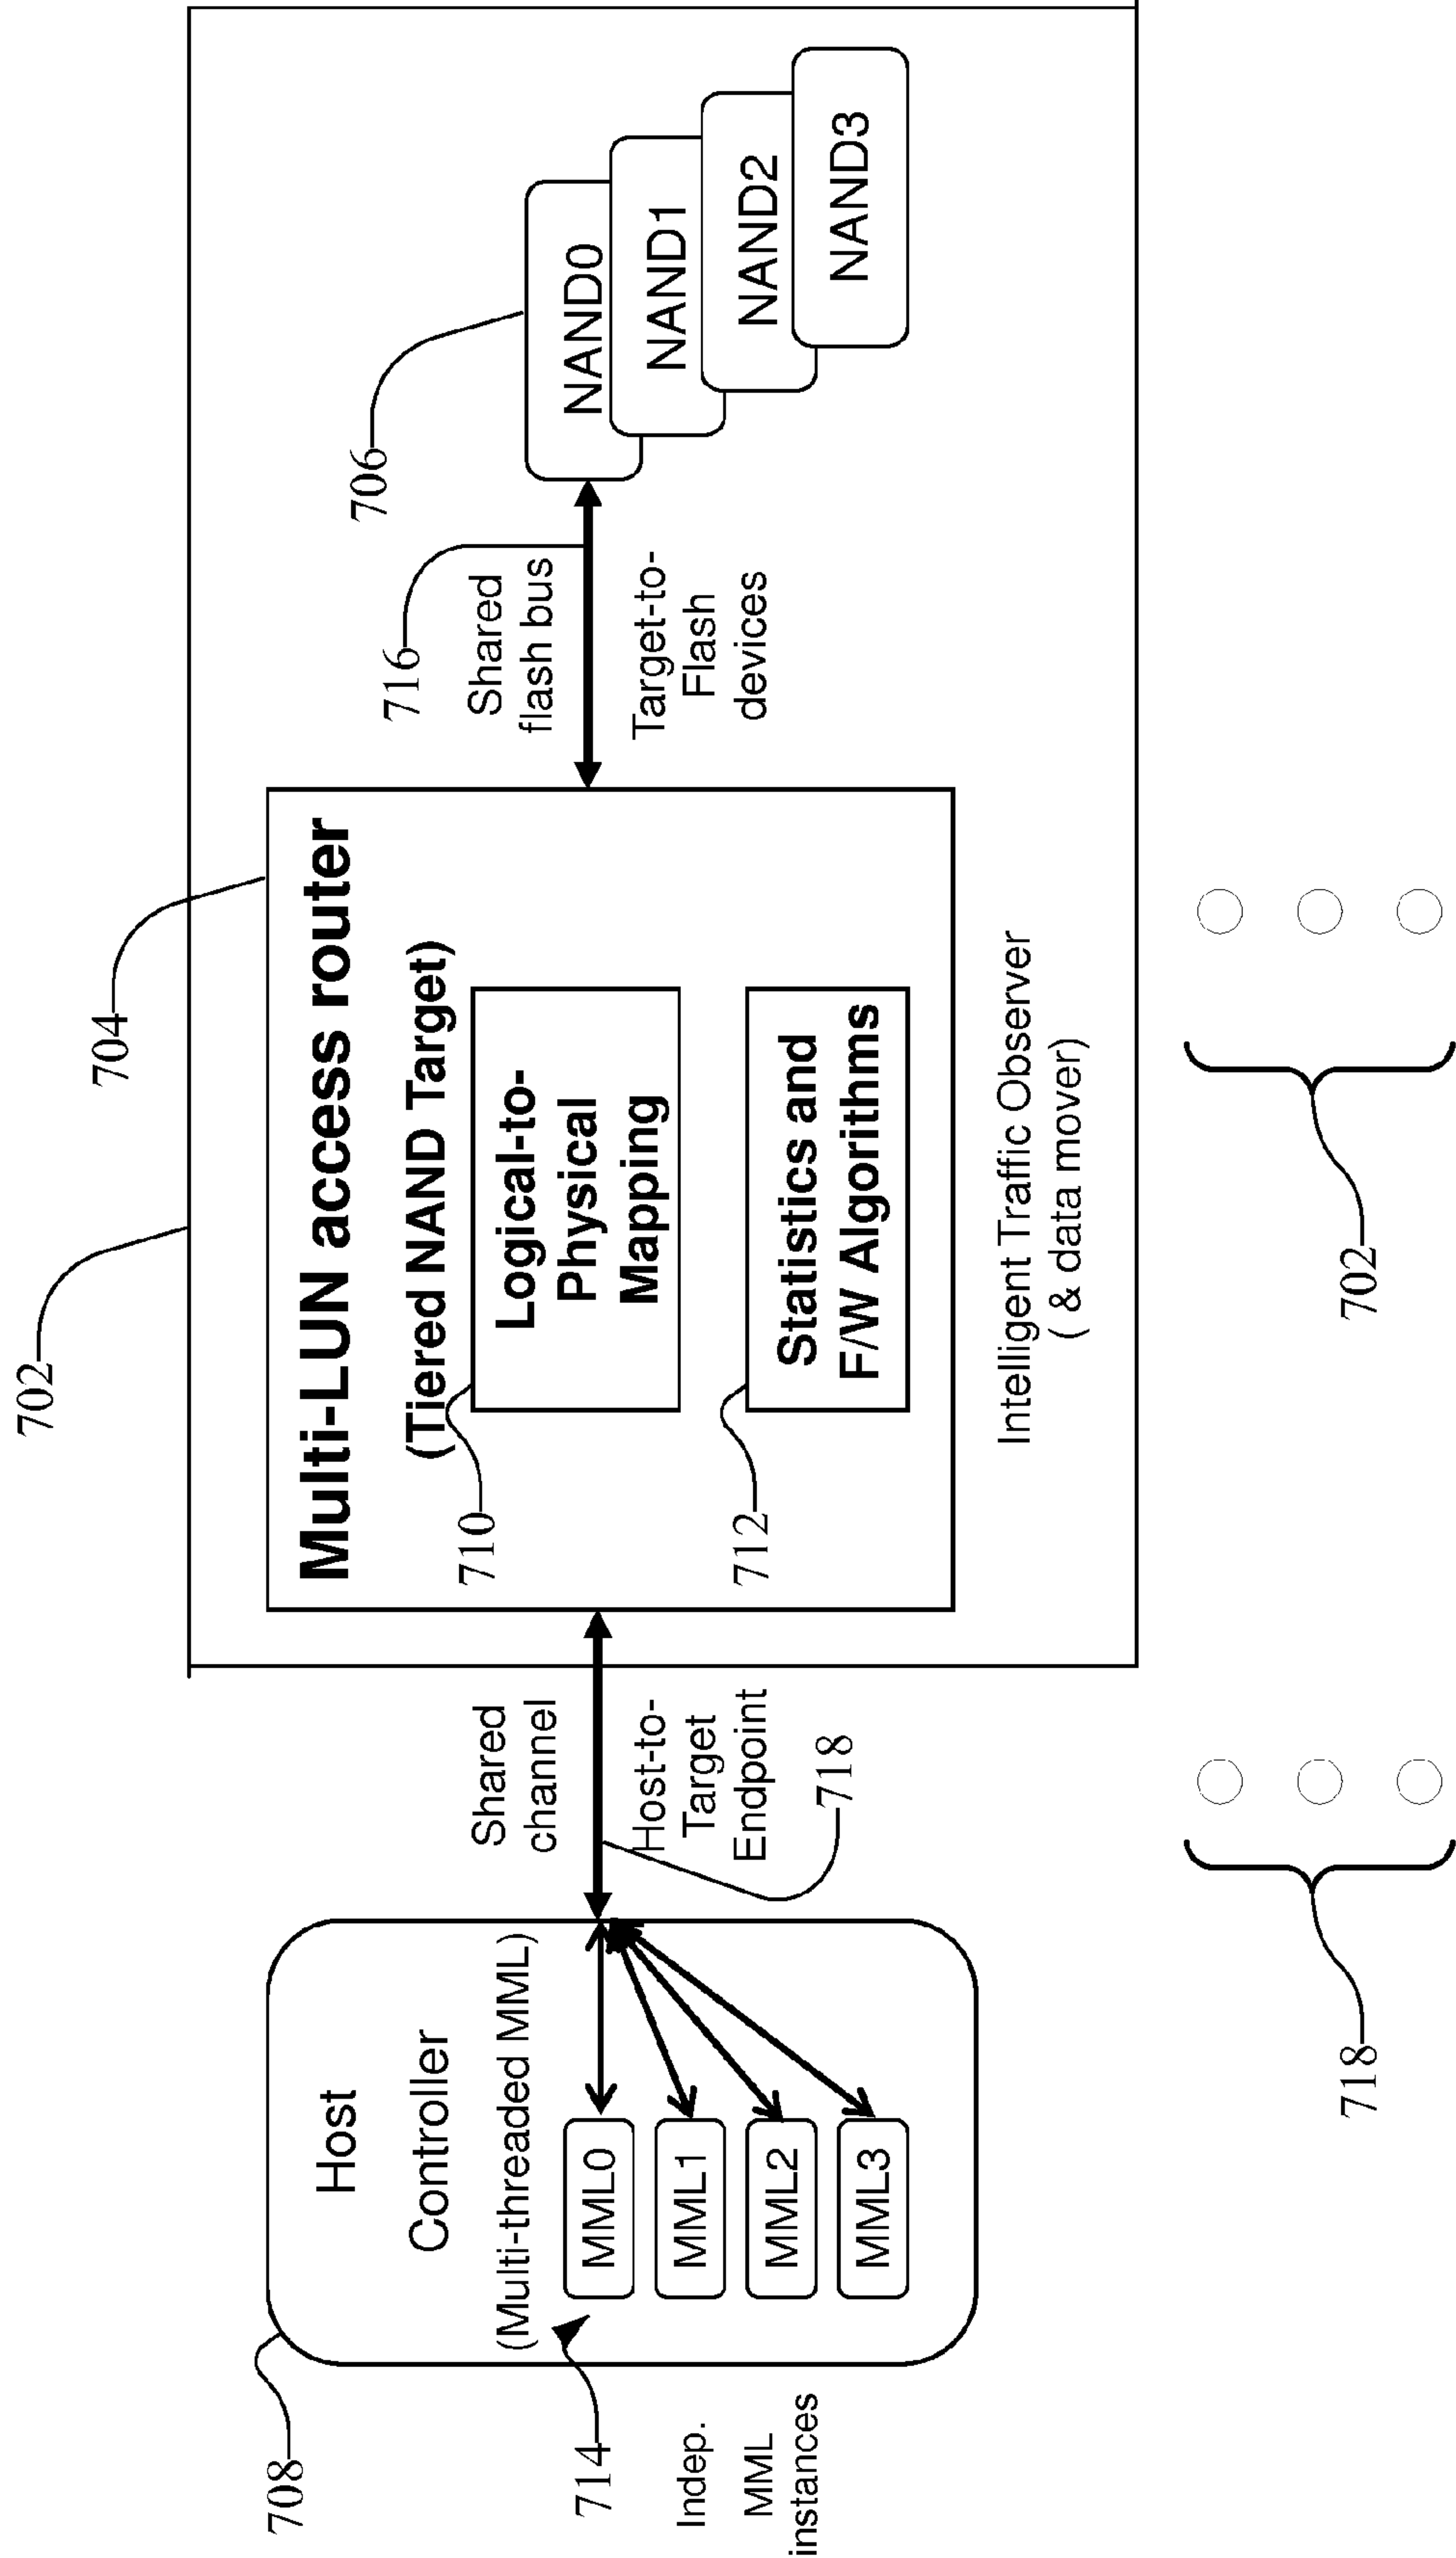 702
704
Multi-LUN access router
(Tiered NAND Target)
710
Logical-to-
Physical
Mapping
712
Statistics and
F/W Algorithms
Intelligent Traffic Observer
( & data mover)
708
Host
Controller
(Multi-threaded MML)
714
MML0
MML1
MML2
MML3
Indep.
MML
instances
Shared
channel
Host-to-
Target
Endpoint
718
716
Shared
flash bus
Target-to-
Flash
devices
706
NAND0
NAND1
NAND2
NAND3
718
702